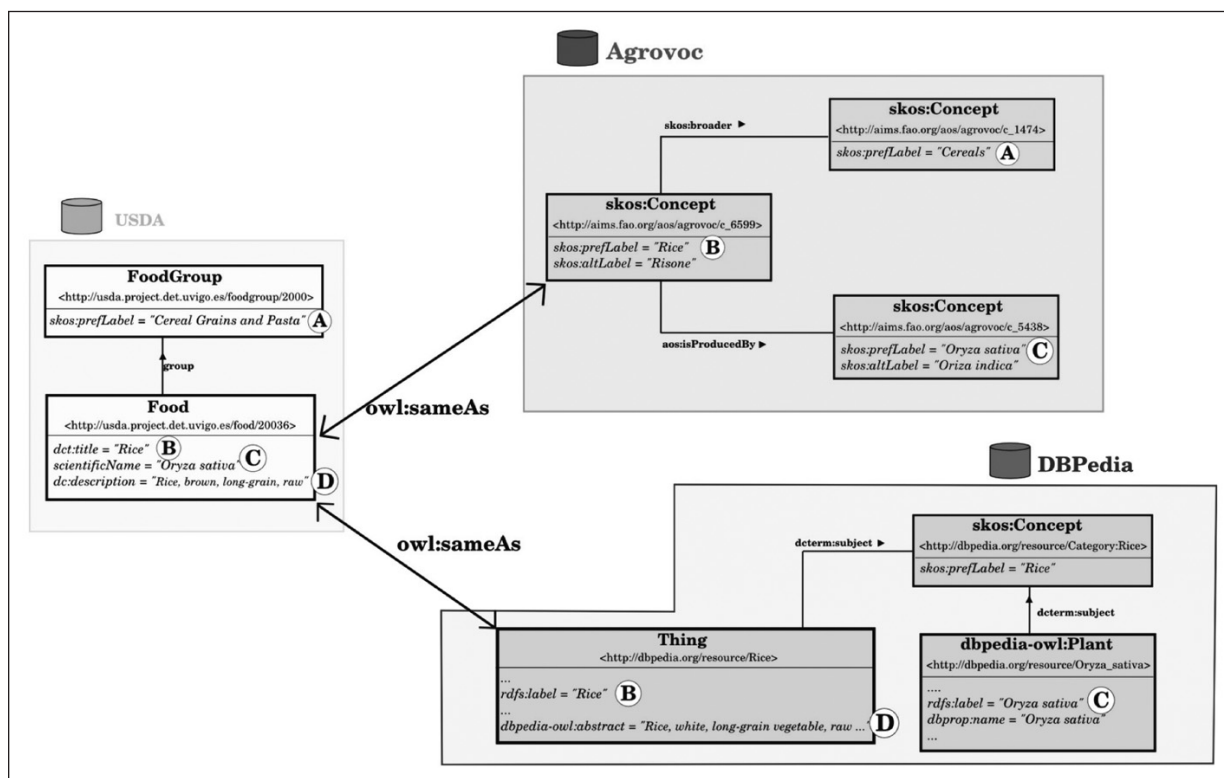 Agrovoc
skos:Concept
<http://aims.fao.org/aos/agrovoc/c_1474>
skos:prefLabel = "Cereals" A
skos:broader ►
skos:Concept
<http://aims.fao.org/aos/agrovoc/c_6599>
skos:prefLabel = "Rice" B
skos:altLabel = "Risone"
skos:Concept
<http://aims.fao.org/aos/agrovoc/c_5438>
skos:prefLabel = "Oryza sativa" C
skos:altLabel = "Oriza indica"
aos:isProducedBy ►
USDA
FoodGroup
<http://usda.project.det.uvigo.es/foodgroup/2000>
skos:prefLabel = "Cereal Grains and Pasta" A
group
Food
<http://usda.project.det.uvigo.es/food/20036>
dct:title = "Rice" B
scientificName = "Oryza sativa" C
dc:description = "Rice, brown, long-grain, raw" D
owl:sameAs
owl:sameAs
DBPedia
skos:Concept
<http://dbpedia.org/resource/Category:Rice>
skos:prefLabel = "Rice"
dcterm:subject ►
dcterm:subject
Thing
<http://dbpedia.org/resource/Rice>
...
rdfs:label = "Rice" B
...
dbpedia-owl:abstract = "Rice, white, long-grain vegetable, raw ..." D
dbpedia-owl:Plant
<http://dbpedia.org/resource/Oryza_sativa>
....
rdfs:label = "Oryza sativa" C
dbprop:name = "Oryza sativa"
...